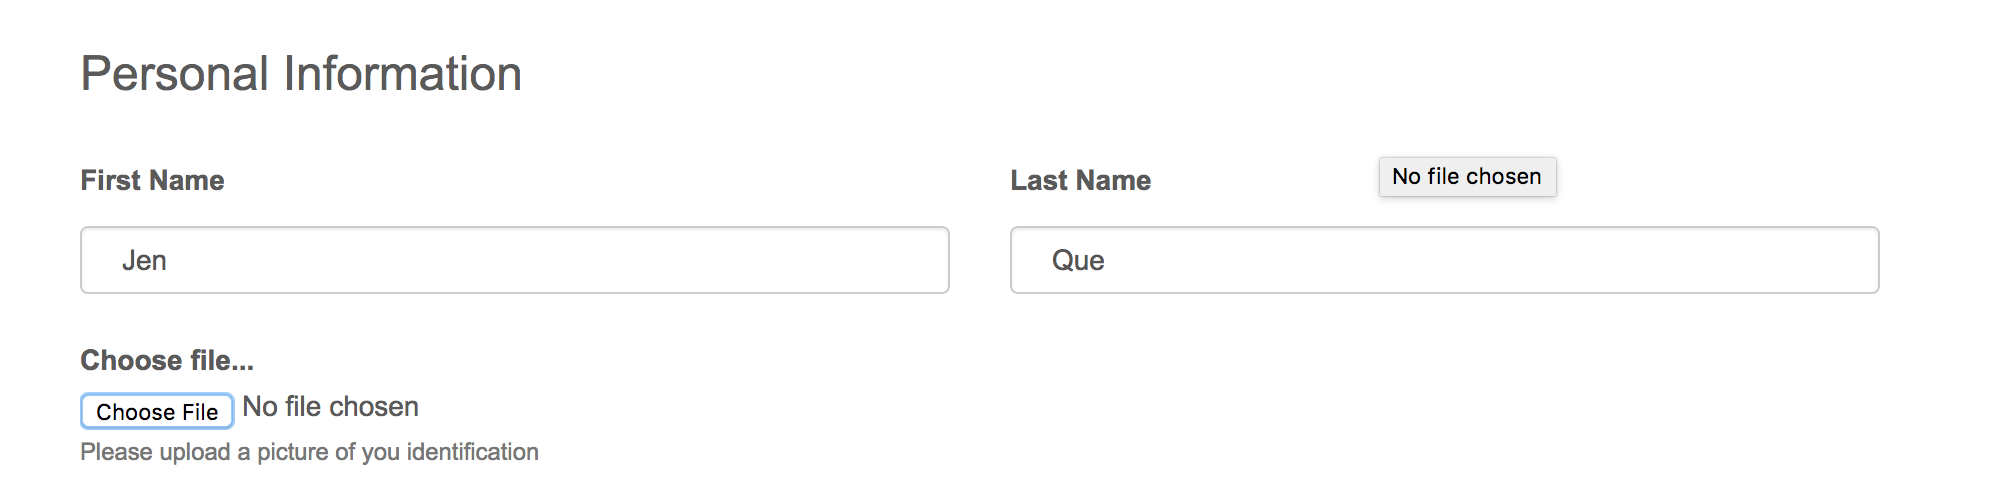 Personal Information
First Name
Last Name
No file chosen
Jen
Que
Choose file...
Choose File No file chosen
Please upload a picture of you identification